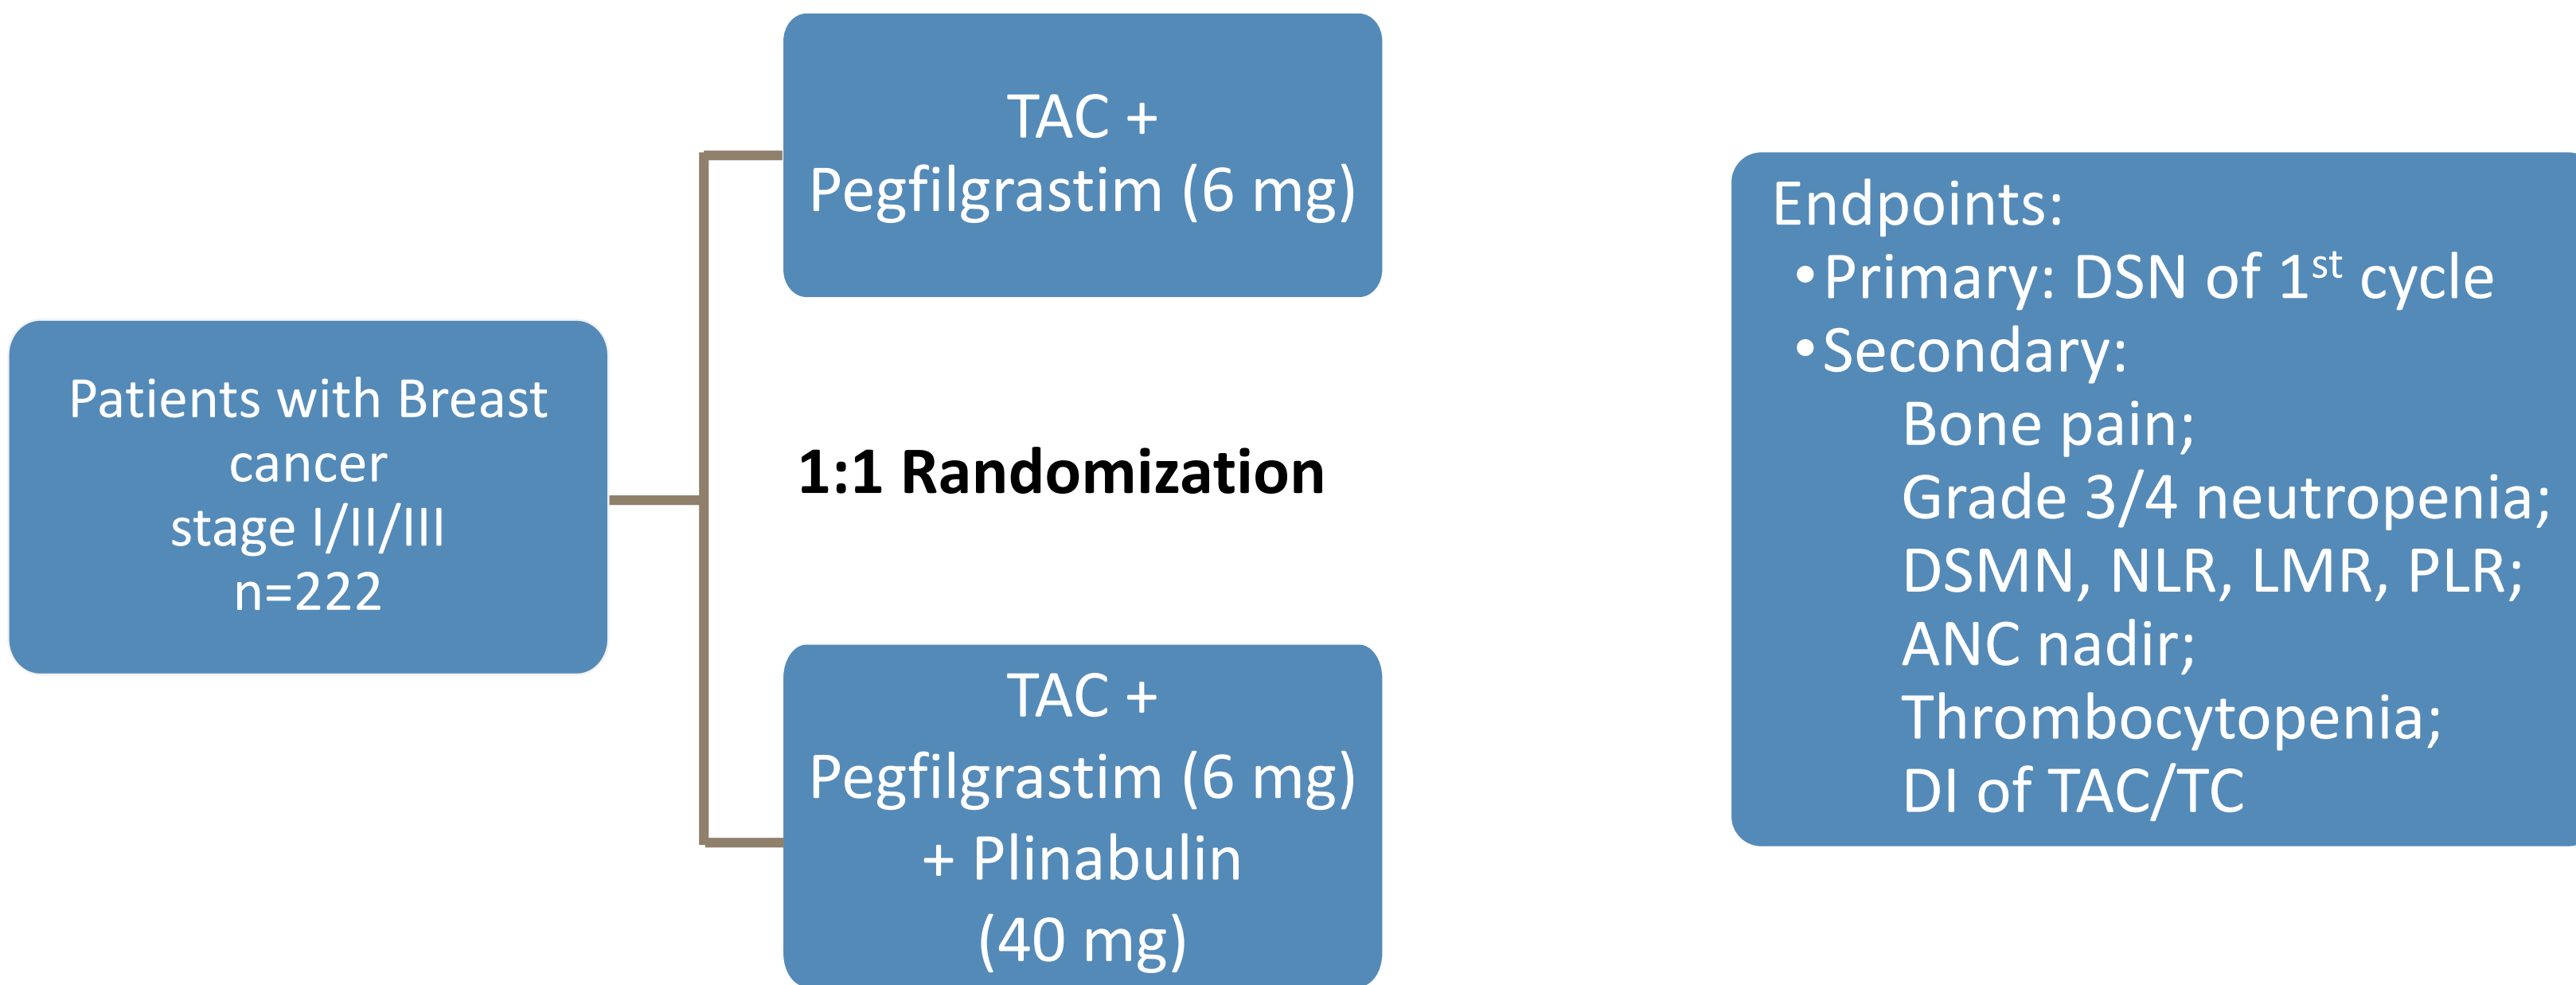 Patients with Breast
cancer
stage I/II/III
n=222
TAC +
Pegfilgrastim (6 mg)
1:1 Randomization
TAC +
Pegfilgrastim (6 mg)
+ Plinabulin
(40 mg)
Endpoints:
•Primary: DSN of 1st cycle
•Secondary:
Bone pain;
Grade 3/4 neutropenia;
DSMN, NLR, LMR, PLR;
ANC nadir;
Thrombocytopenia;
DI of TAC/TC